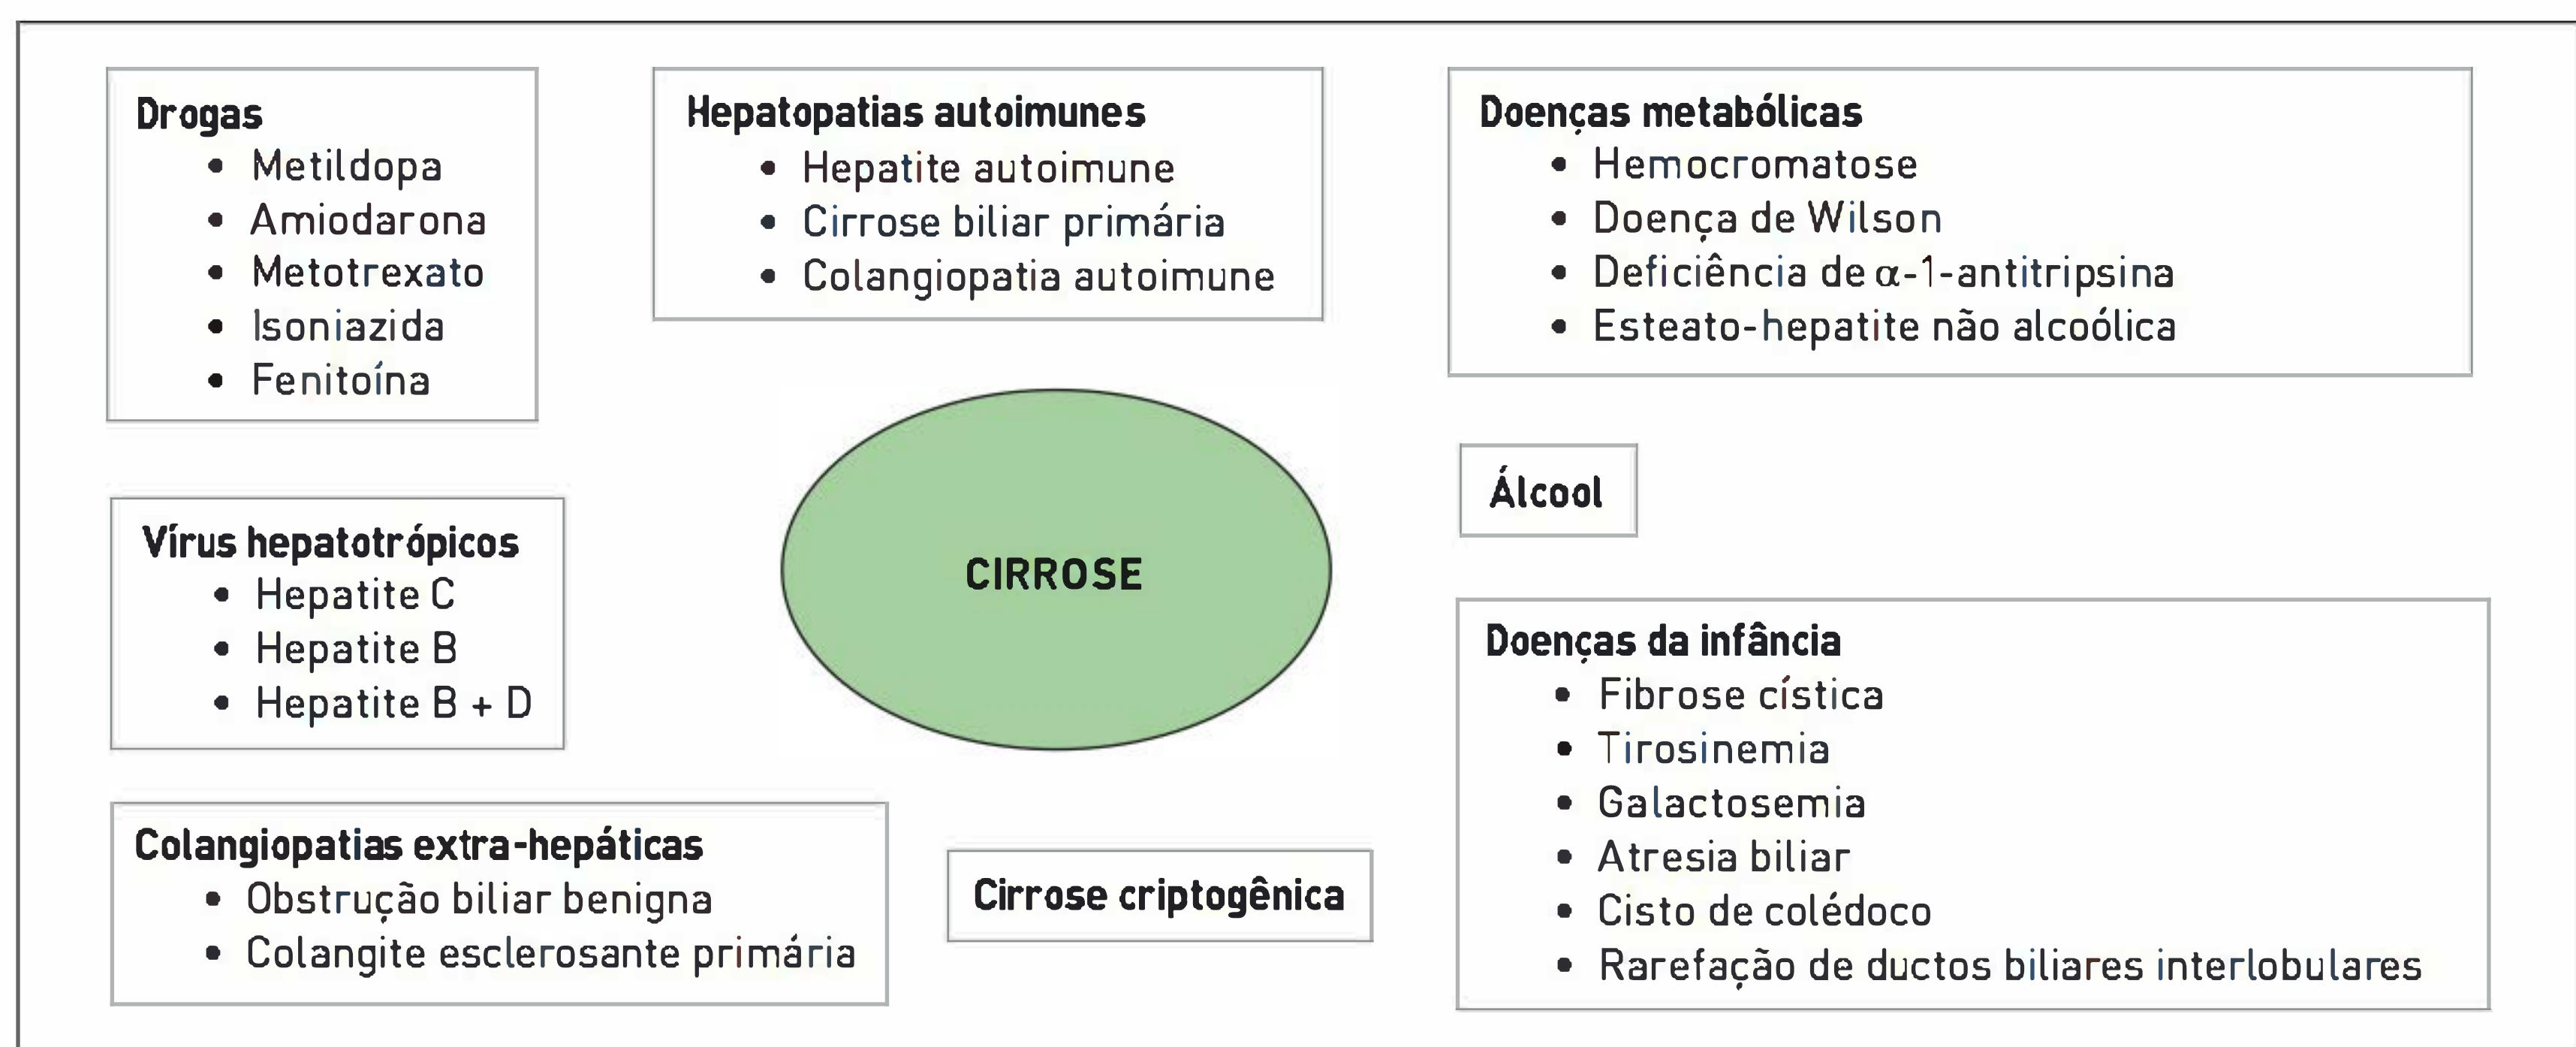 Drogas
• Metildopa
• Amiodarona
• Metotrexato
• Isoniazida
• Fenitoína
Hepatopatias autoimunes
• Hepatite autoimune
• Cirrose biliar primária
• Colangiopatia autoimune
Doenças metabólicas
• Hemocromatose
• Doença de Wilson
• Deficiência de α-1-antitripsina
• Esteato-hepatite não alcoólica
Vírus hepatotrópicos
• Hepatite C
• Hepatite B
• Hepatite B + D
CIRROSE
Álcool
Doenças da infância
• Fibrose cística
• Tirosinemia
• Galactosemia
• Atresia biliar
• Cisto de colédoco
• Rarefação de ductos biliares interlobulares
Colangiopatias extra-hepáticas
• Obstrução biliar benigna
• Colangite esclerosante primária
Cirrose criptogênica